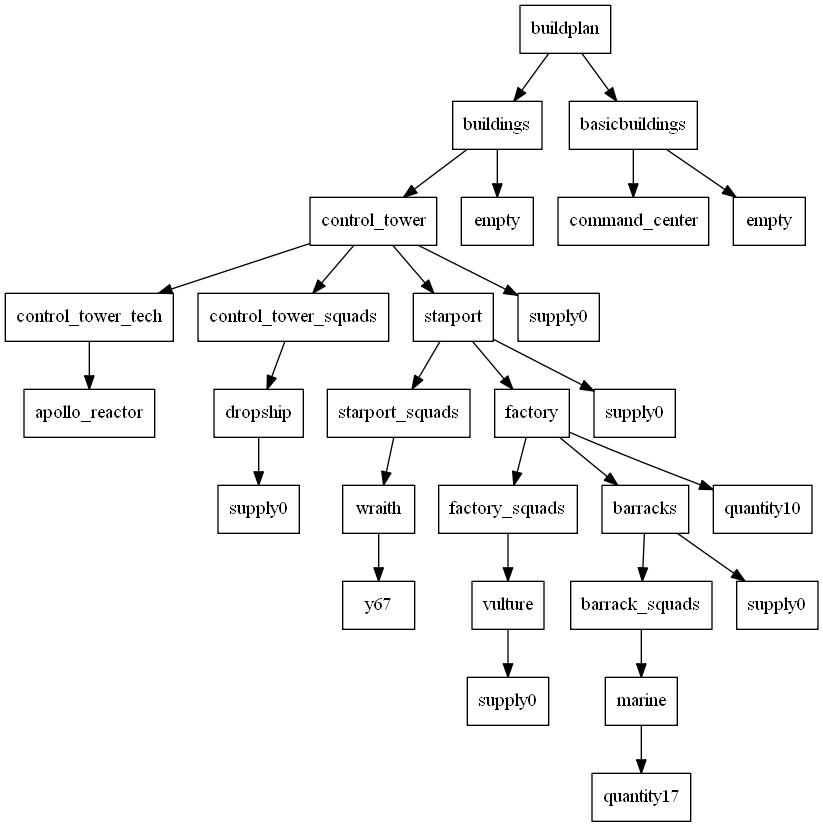 buildplan
buildings
basicbuildings
control_tower
empty
command_center
empty
control_tower_tech
control_tower_squads
starport
supply0
apollo_reactor
dropship
starport_squads
factory
supply0
supply0
wraith
factory_squads
barracks
quantity10
y67
vulture
barrack_squads
supply0
supply0
marine
quantity17